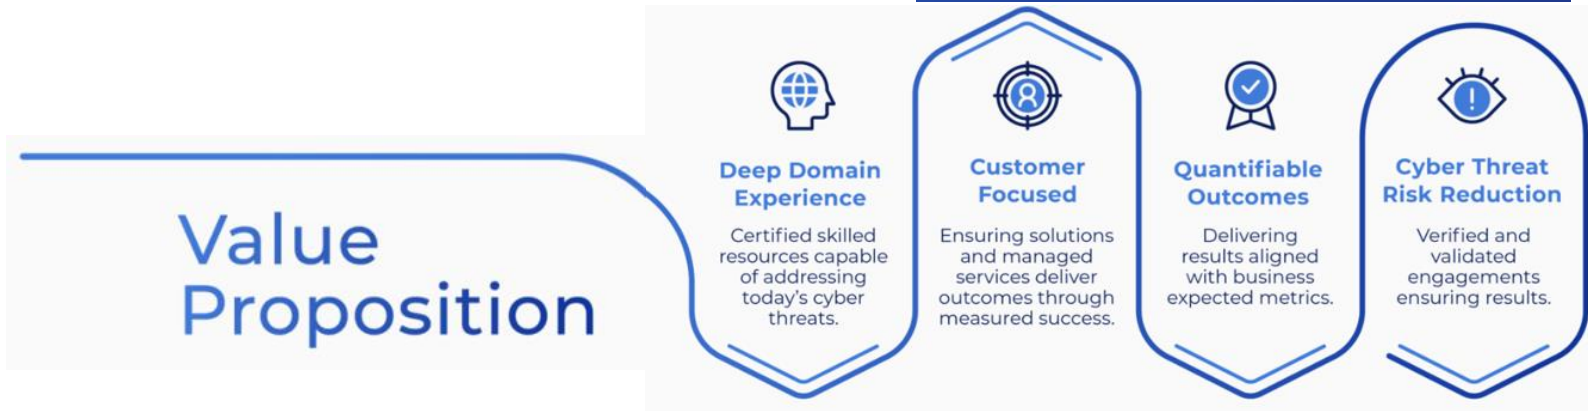 Value
Proposition
Deep Domain
Experience
Certified skilled
resources capable
of addressing
today's cyber
threats.
Customer
Focused
Ensuring solutions
and managed
services deliver
outcomes through
measured success.
Quantifiable
Outcomes
Delivering
results aligned
with business
expected metrics.
Cyber Threat
Risk Reduction
Verified and
validated
engagements
ensuring results.